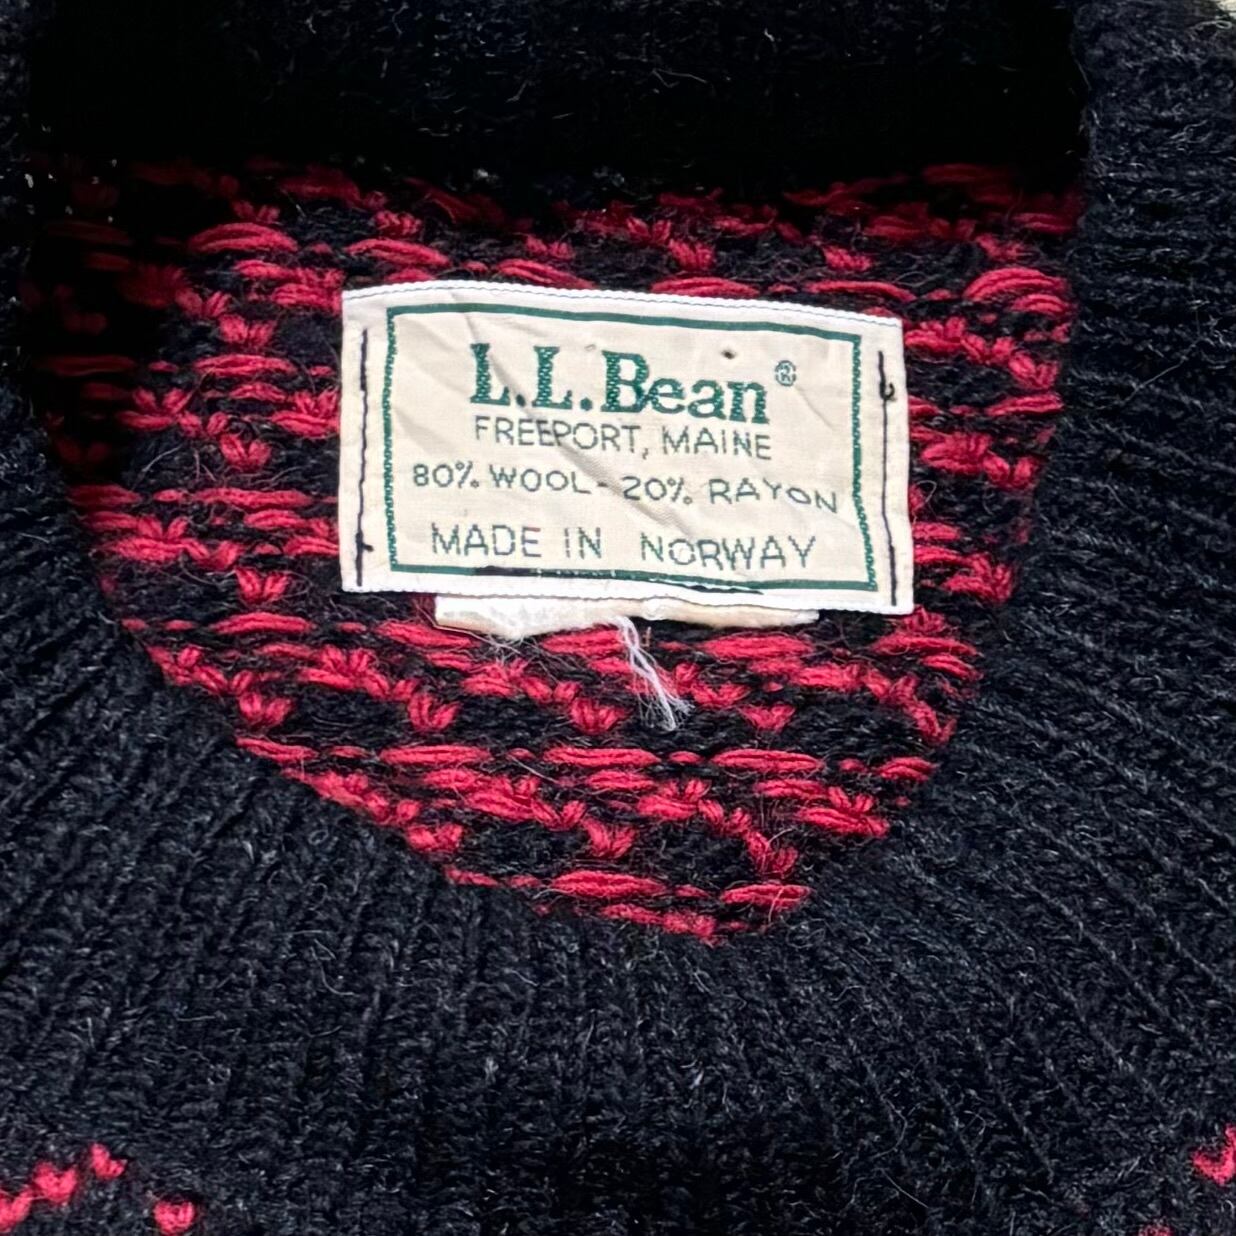 L.L.Bean®
FREEPORT, MAINE
80% WOOL - 20% RAYON
MADE IN NORWAY